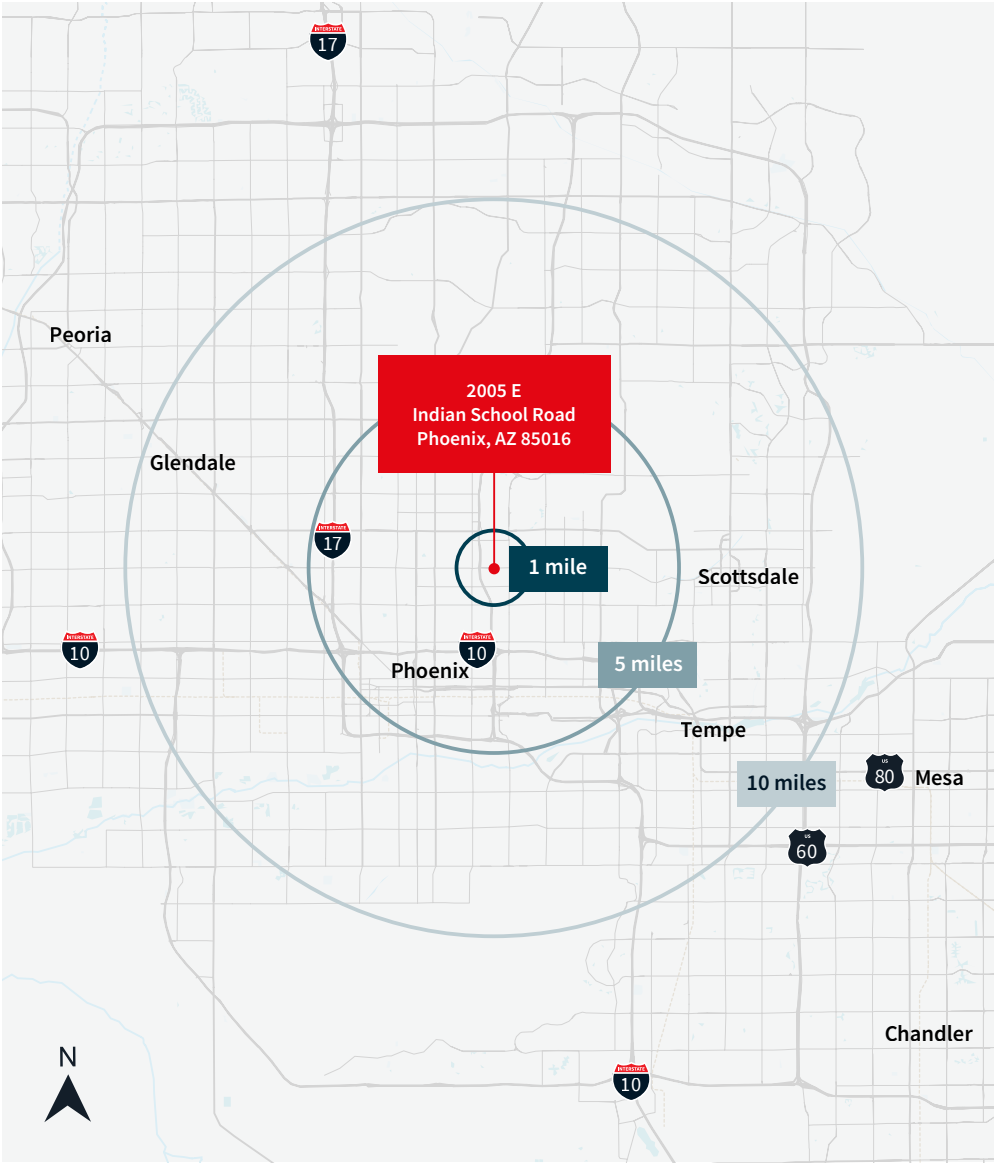 INTERSTATE
17
Peoria
2005 E
Indian School Road
Phoenix, AZ 85016
Glendale
INTERSTATE
17
1 mile
Scottsdale
INTERSTATE
10
INTERSTATE
10
Phoenix
5 miles
Tempe
10 miles
US
80
Mesa
US
60
Chandler
N
INTERSTATE
10